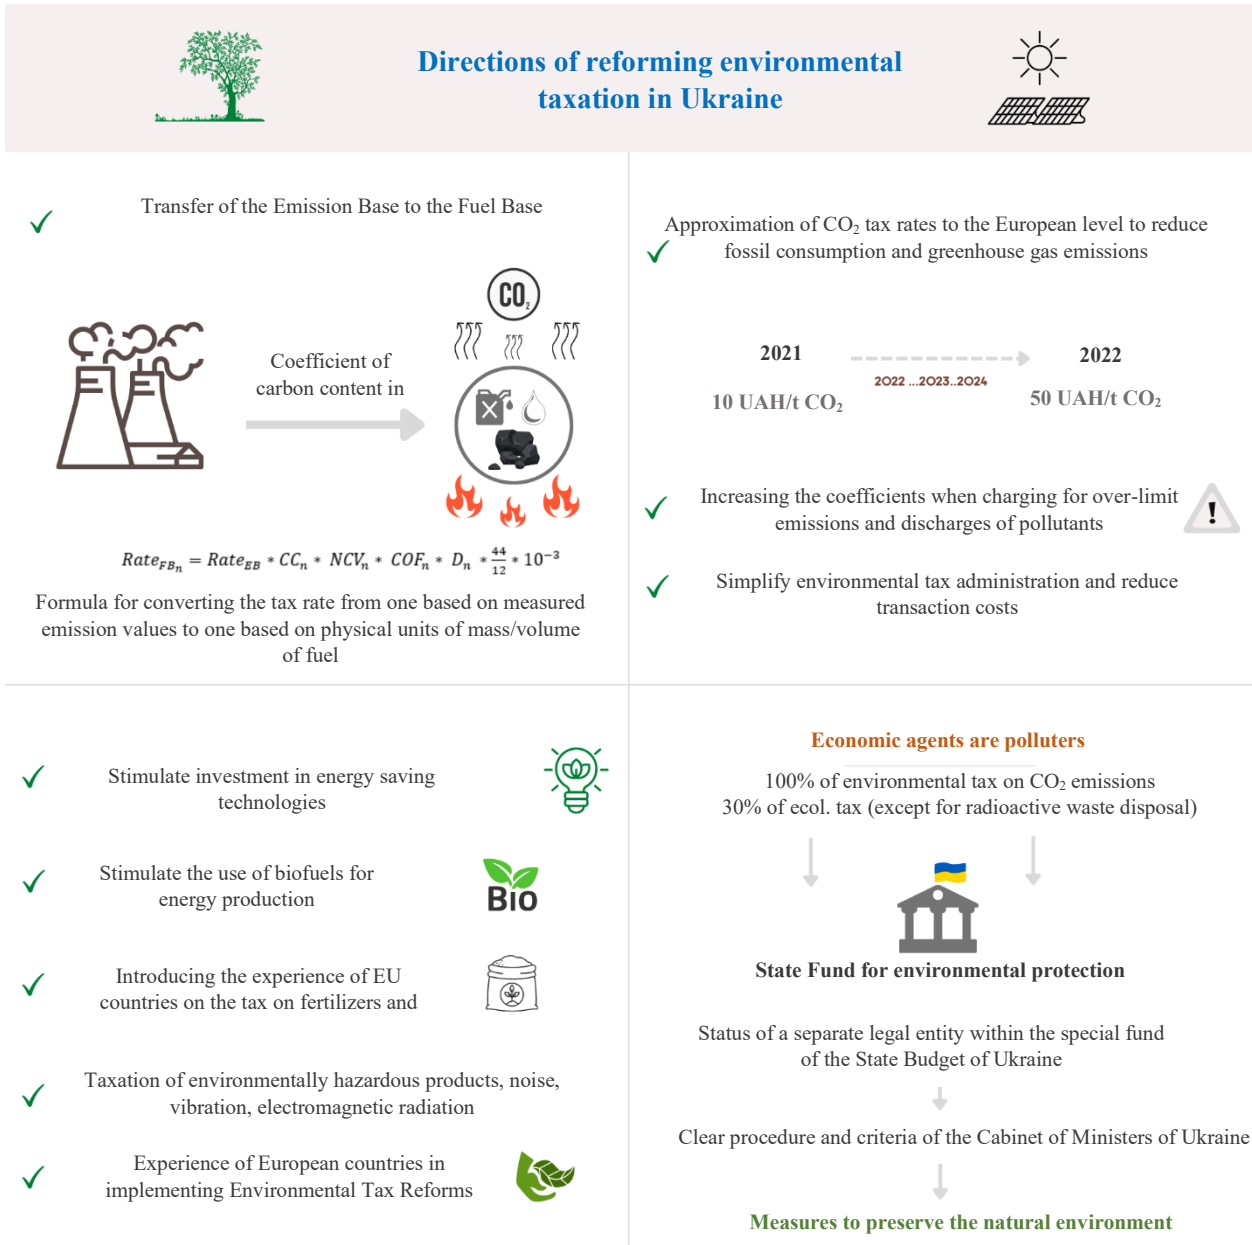 Directions of reforming environmental
taxation in Ukraine
Transfer of the Emission Base to the Fuel Base
CO₂
Coefficient of
carbon content in
Rate_{FB_n} = Rate_{EB} * CC_n * NCV_n * COF_n * D_n * 44/12 * 10^{-3}
Formula for converting the tax rate from one based on measured
emission values to one based on physical units of mass/volume
of fuel
Approximation of CO₂ tax rates to the European level to reduce
fossil consumption and greenhouse gas emissions
2021
2022
2022 ...2023..2024
10 UAH/t CO₂
50 UAH/t CO₂
Increasing the coefficients when charging for over-limit
emissions and discharges of pollutants
!
Simplify environmental tax administration and reduce
transaction costs
Stimulate investment in energy saving
technologies
Stimulate the use of biofuels for
energy production
Bio
Introducing the experience of EU
countries on the tax on fertilizers and
Taxation of environmentally hazardous products, noise,
vibration, electromagnetic radiation
Experience of European countries in
implementing Environmental Tax Reforms
Economic agents are polluters
100% of environmental tax on CO₂ emissions
30% of ecol. tax (except for radioactive waste disposal)
State Fund for environmental protection
Status of a separate legal entity within the special fund
of the State Budget of Ukraine
Clear procedure and criteria of the Cabinet of Ministers of Ukraine
Measures to preserve the natural environment